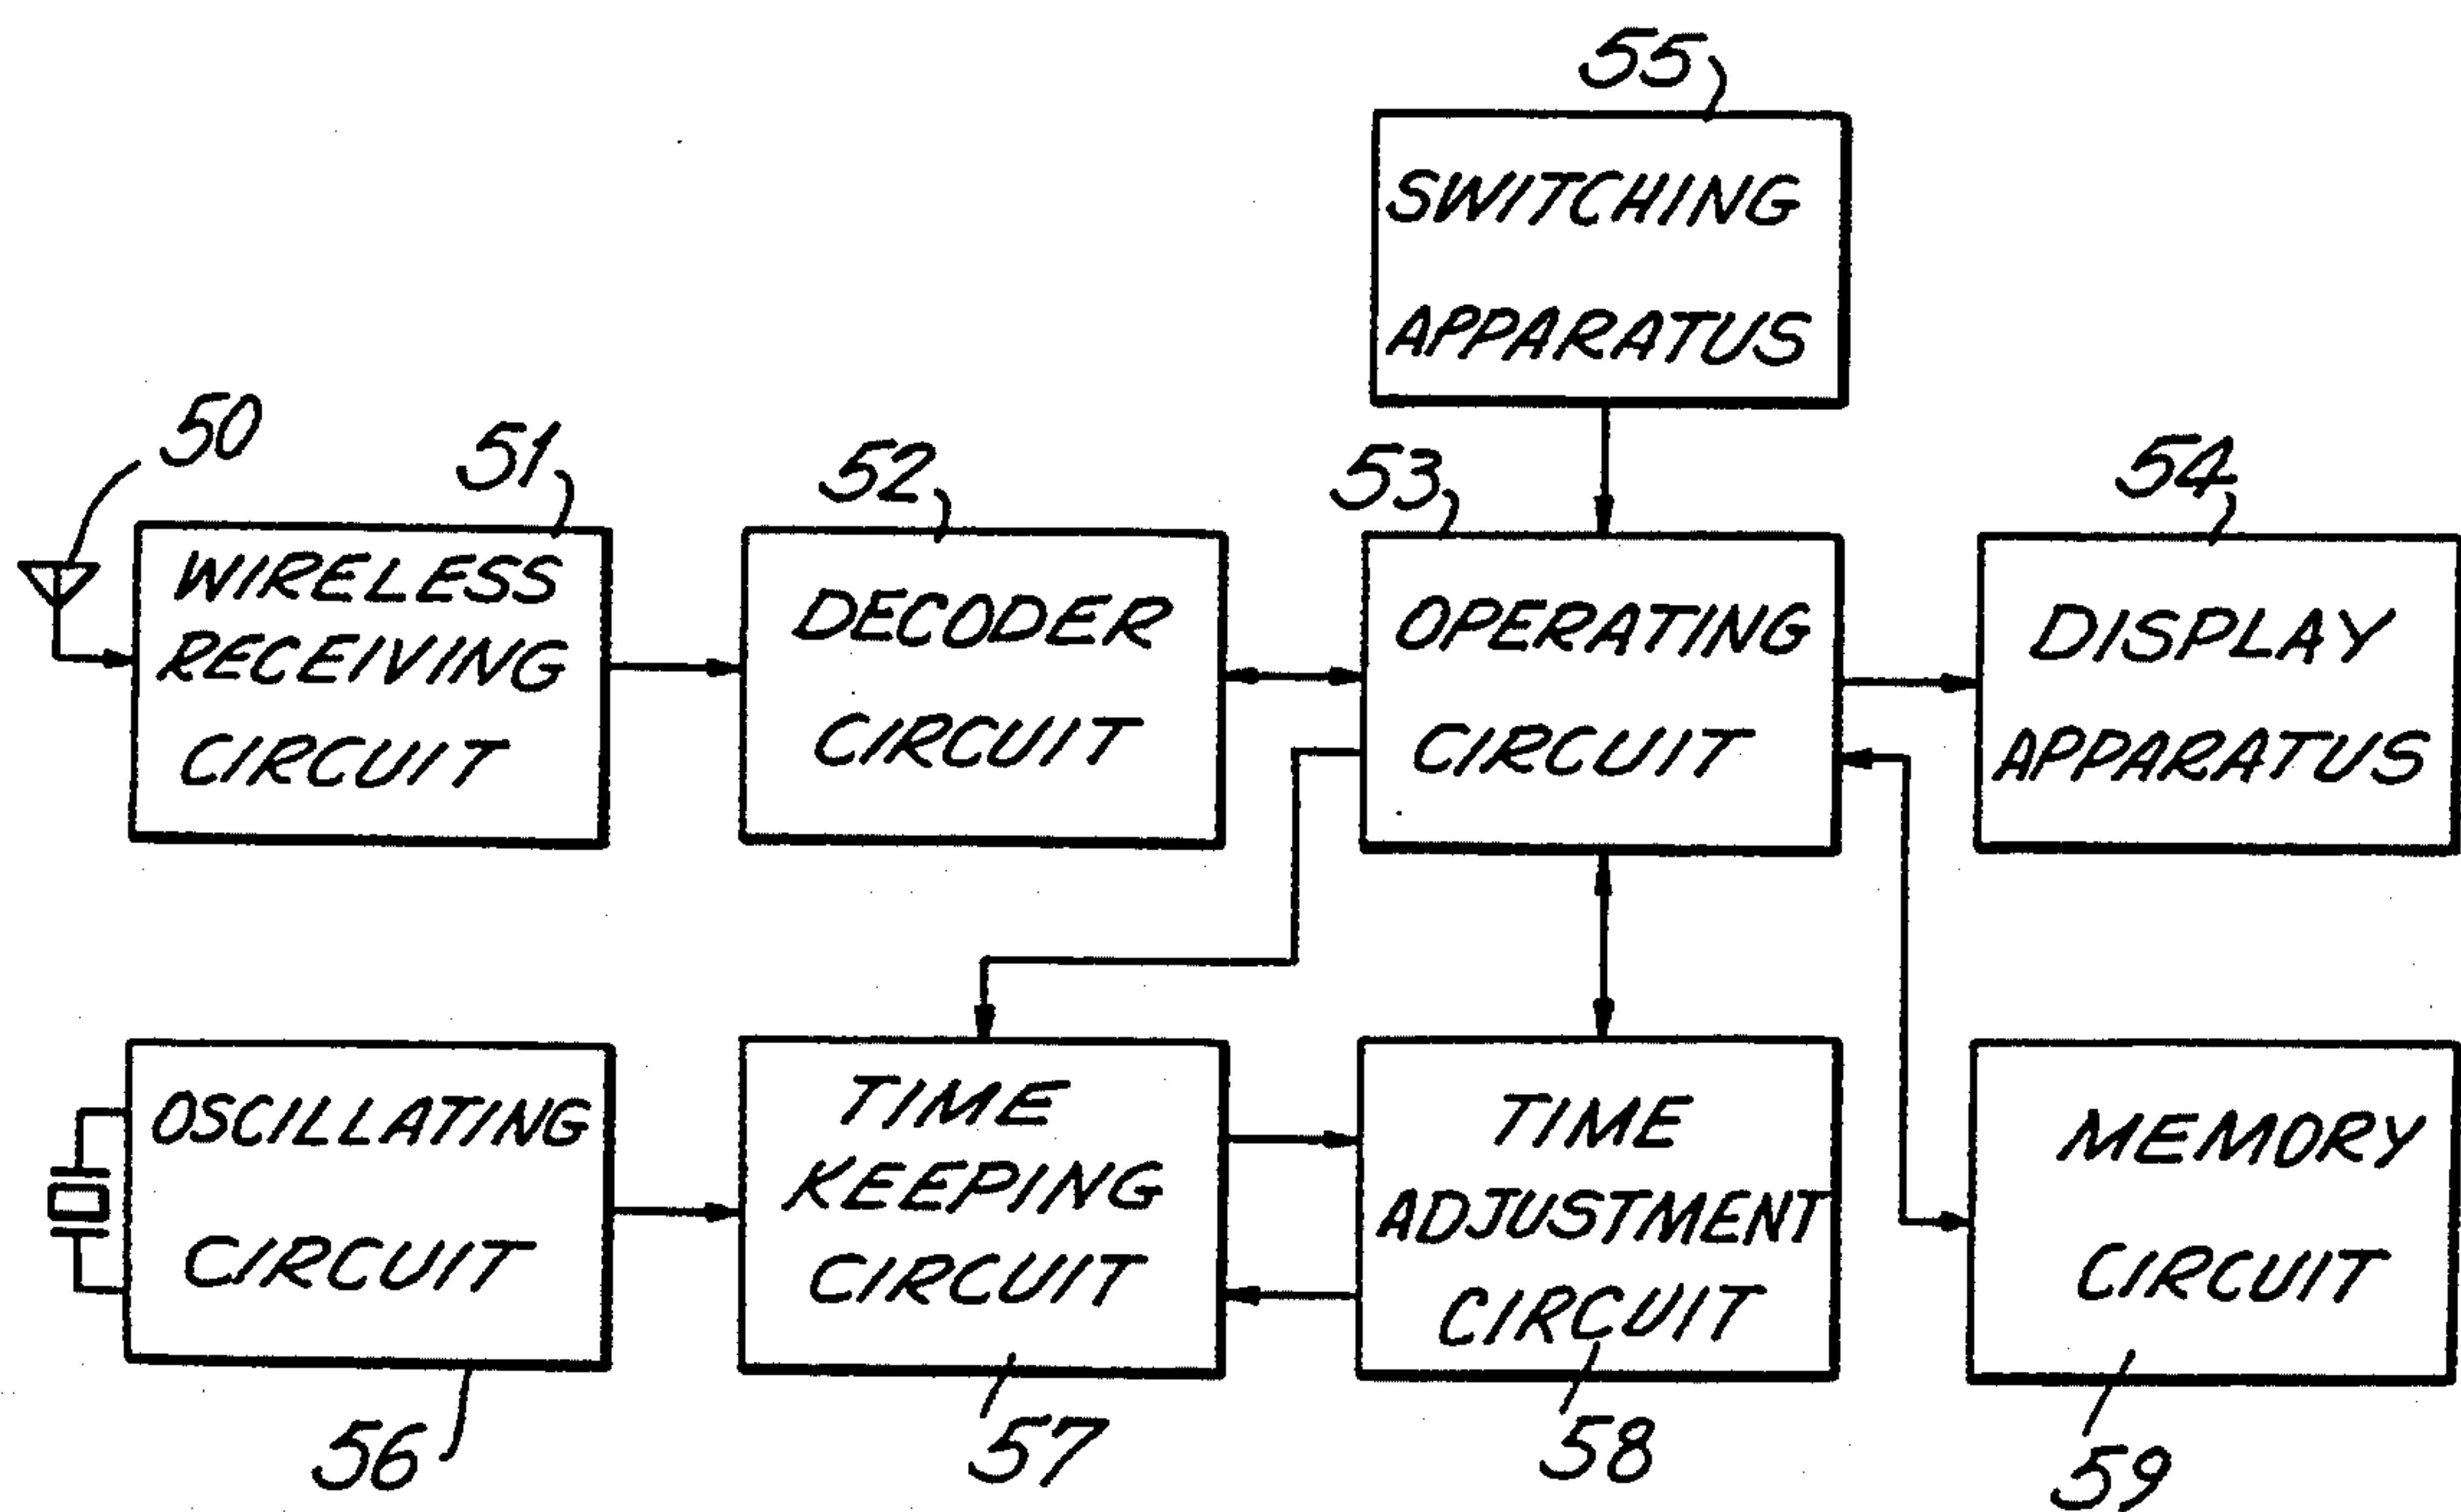 55
SWITCHING
APPARATUS
50
51
WIRELESS
RECEIVING
CIRCUIT
52
DECODER
CIRCUIT
53
OPERATING
CIRCUIT
54
DISPLAY
APPARATUS
OSCILLATING
CIRCUIT
56
TIME
KEEPING
CIRCUIT
57
TIME
ADJUSTMENT
CIRCUIT
58
MEMORY
CIRCUIT
59